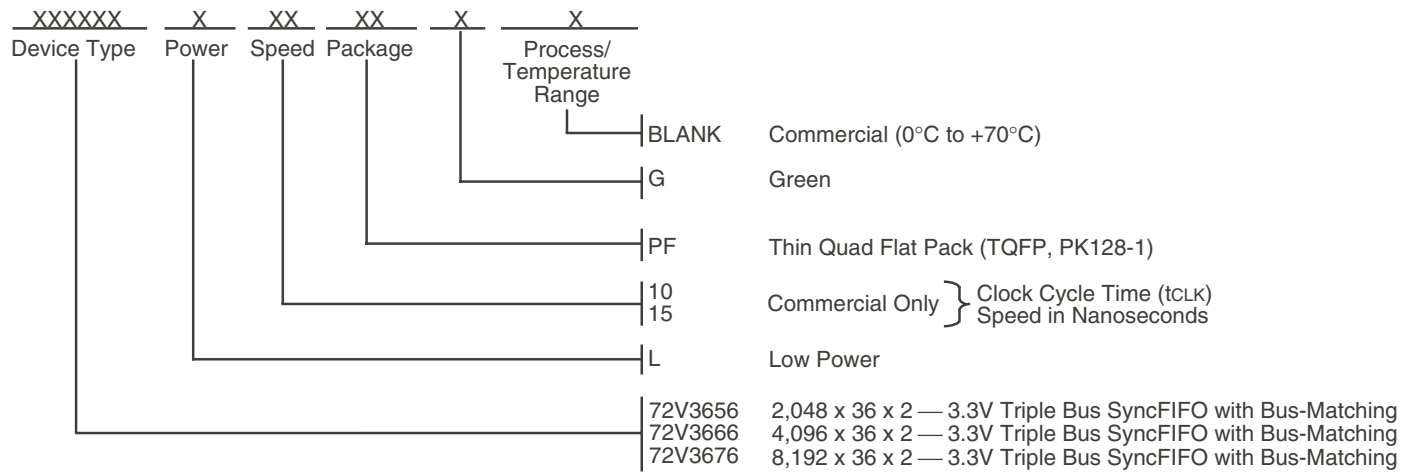 XXXXXX X XX XX X X
Device Type Power Speed Package Process/
Temperature
Range
BLANK Commercial (0°C to +70°C)
G Green
PF Thin Quad Flat Pack (TQFP, PK128-1)
10
15
Commercial Only } Clock Cycle Time (tCLK)
Speed in Nanoseconds
L Low Power
72V3656 2,048 x 36 x 2 — 3.3V Triple Bus SyncFIFO with Bus-Matching
72V3666 4,096 x 36 x 2 — 3.3V Triple Bus SyncFIFO with Bus-Matching
72V3676 8,192 x 36 x 2 — 3.3V Triple Bus SyncFIFO with Bus-Matching